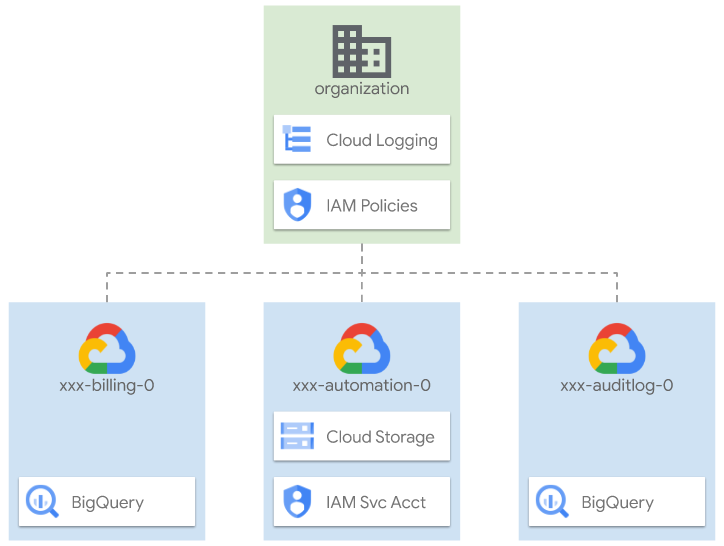 organization
Cloud Logging
IAM Policies
xxx-billing-0
xxx-automation-0
xxx-auditlog-0
Cloud Storage
BigQuery
IAM Svc Acct
BigQuery